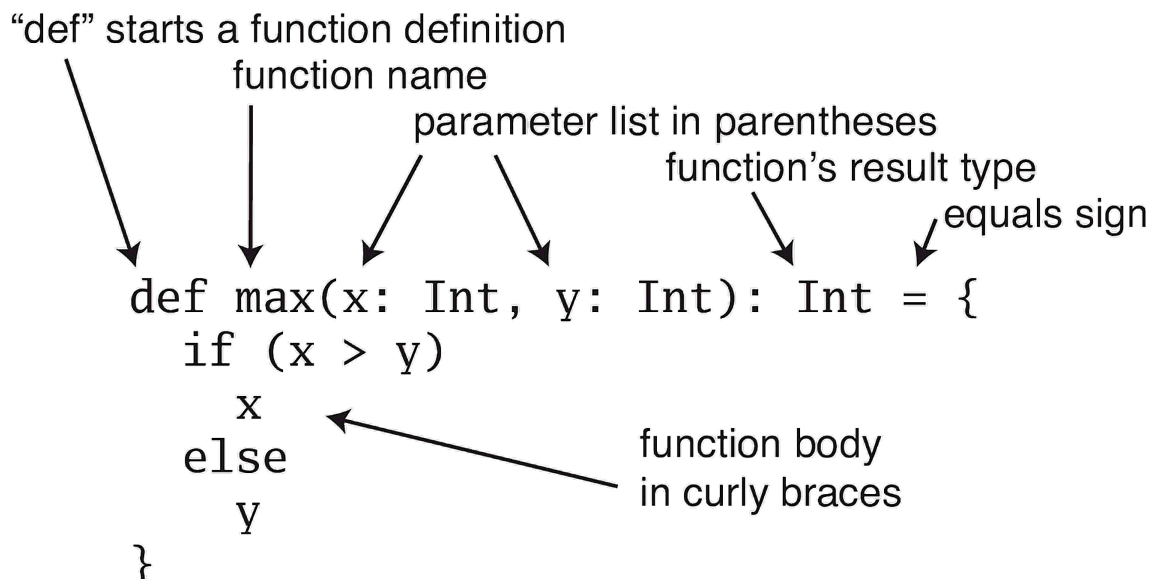 “def” starts a function definition
function name
parameter list in parentheses
function’s result type
equals sign
def max(x: Int, y: Int): Int = {
if (x > y)
x
else
y
}
function body
in curly braces